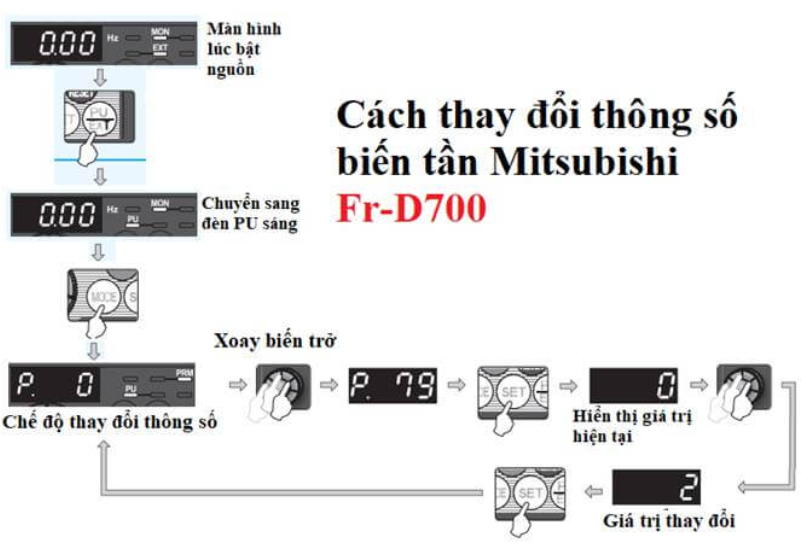 0.00 Hz MON EXT
Màn hình
lúc bật
nguồn
RESET
PU
EXT
Cách thay đổi thông số
biến tần Mitsubishi
Fr-D700
0.00 Hz MON PU
Chuyển sang
đèn PU sáng
MODE S
Xoay biến trở
P. 0 PU PRM
P. 79
SET
0
Chế độ thay đổi thông số
Hiển thị giá trị
hiện tại
SET
2
Giá trị thay đổi